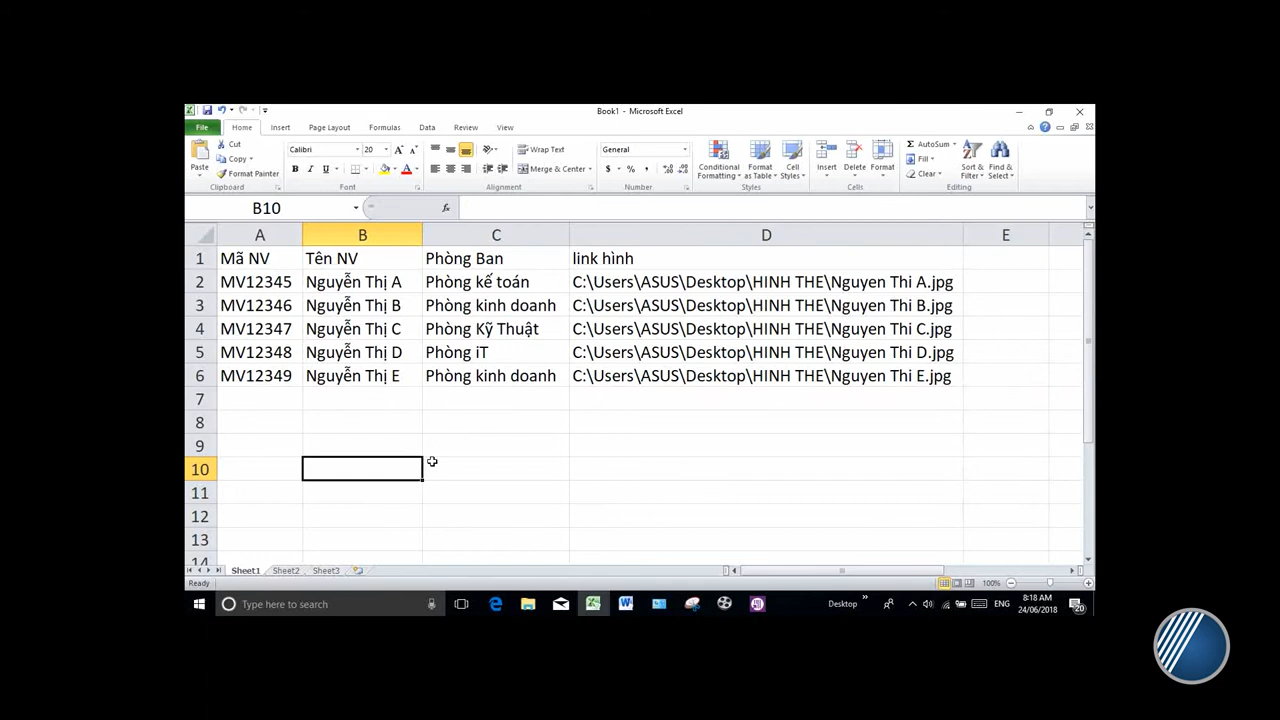 Book1 - Microsoft Excel
File Home Insert Page Layout Formulas Data Review View
Paste
Cut
Copy
Format Painter
Clipboard
Calibri 20
B I U
Font
Wrap Text
Merge & Center
Alignment
General
$ % ,
Number
Conditional Formatting
Format as Table
Cell Styles
Styles
Insert
Delete
Format
Cells
Σ AutoSum
Fill
Clear
Sort & Filter
Find & Select
Editing
B10 fx
A B C D E
1 Mã NV Tên NV Phòng Ban link hình
2 MV12345 Nguyễn Thị A Phòng kế toán C:\Users\ASUS\Desktop\HINH THE\Nguyen Thi A.jpg
3 MV12346 Nguyễn Thị B Phòng kinh doanh C:\Users\ASUS\Desktop\HINH THE\Nguyen Thi B.jpg
4 MV12347 Nguyễn Thị C Phòng Kỹ Thuật C:\Users\ASUS\Desktop\HINH THE\Nguyen Thi C.jpg
5 MV12348 Nguyễn Thị D Phòng iT C:\Users\ASUS\Desktop\HINH THE\Nguyen Thi D.jpg
6 MV12349 Nguyễn Thị E Phòng kinh doanh C:\Users\ASUS\Desktop\HINH THE\Nguyen Thi E.jpg
7
8
9
10
11
12
13
14
Sheet1 Sheet2 Sheet3
Ready 100%
Type here to search
Desktop
ENG
8:18 AM
24/06/2018
20